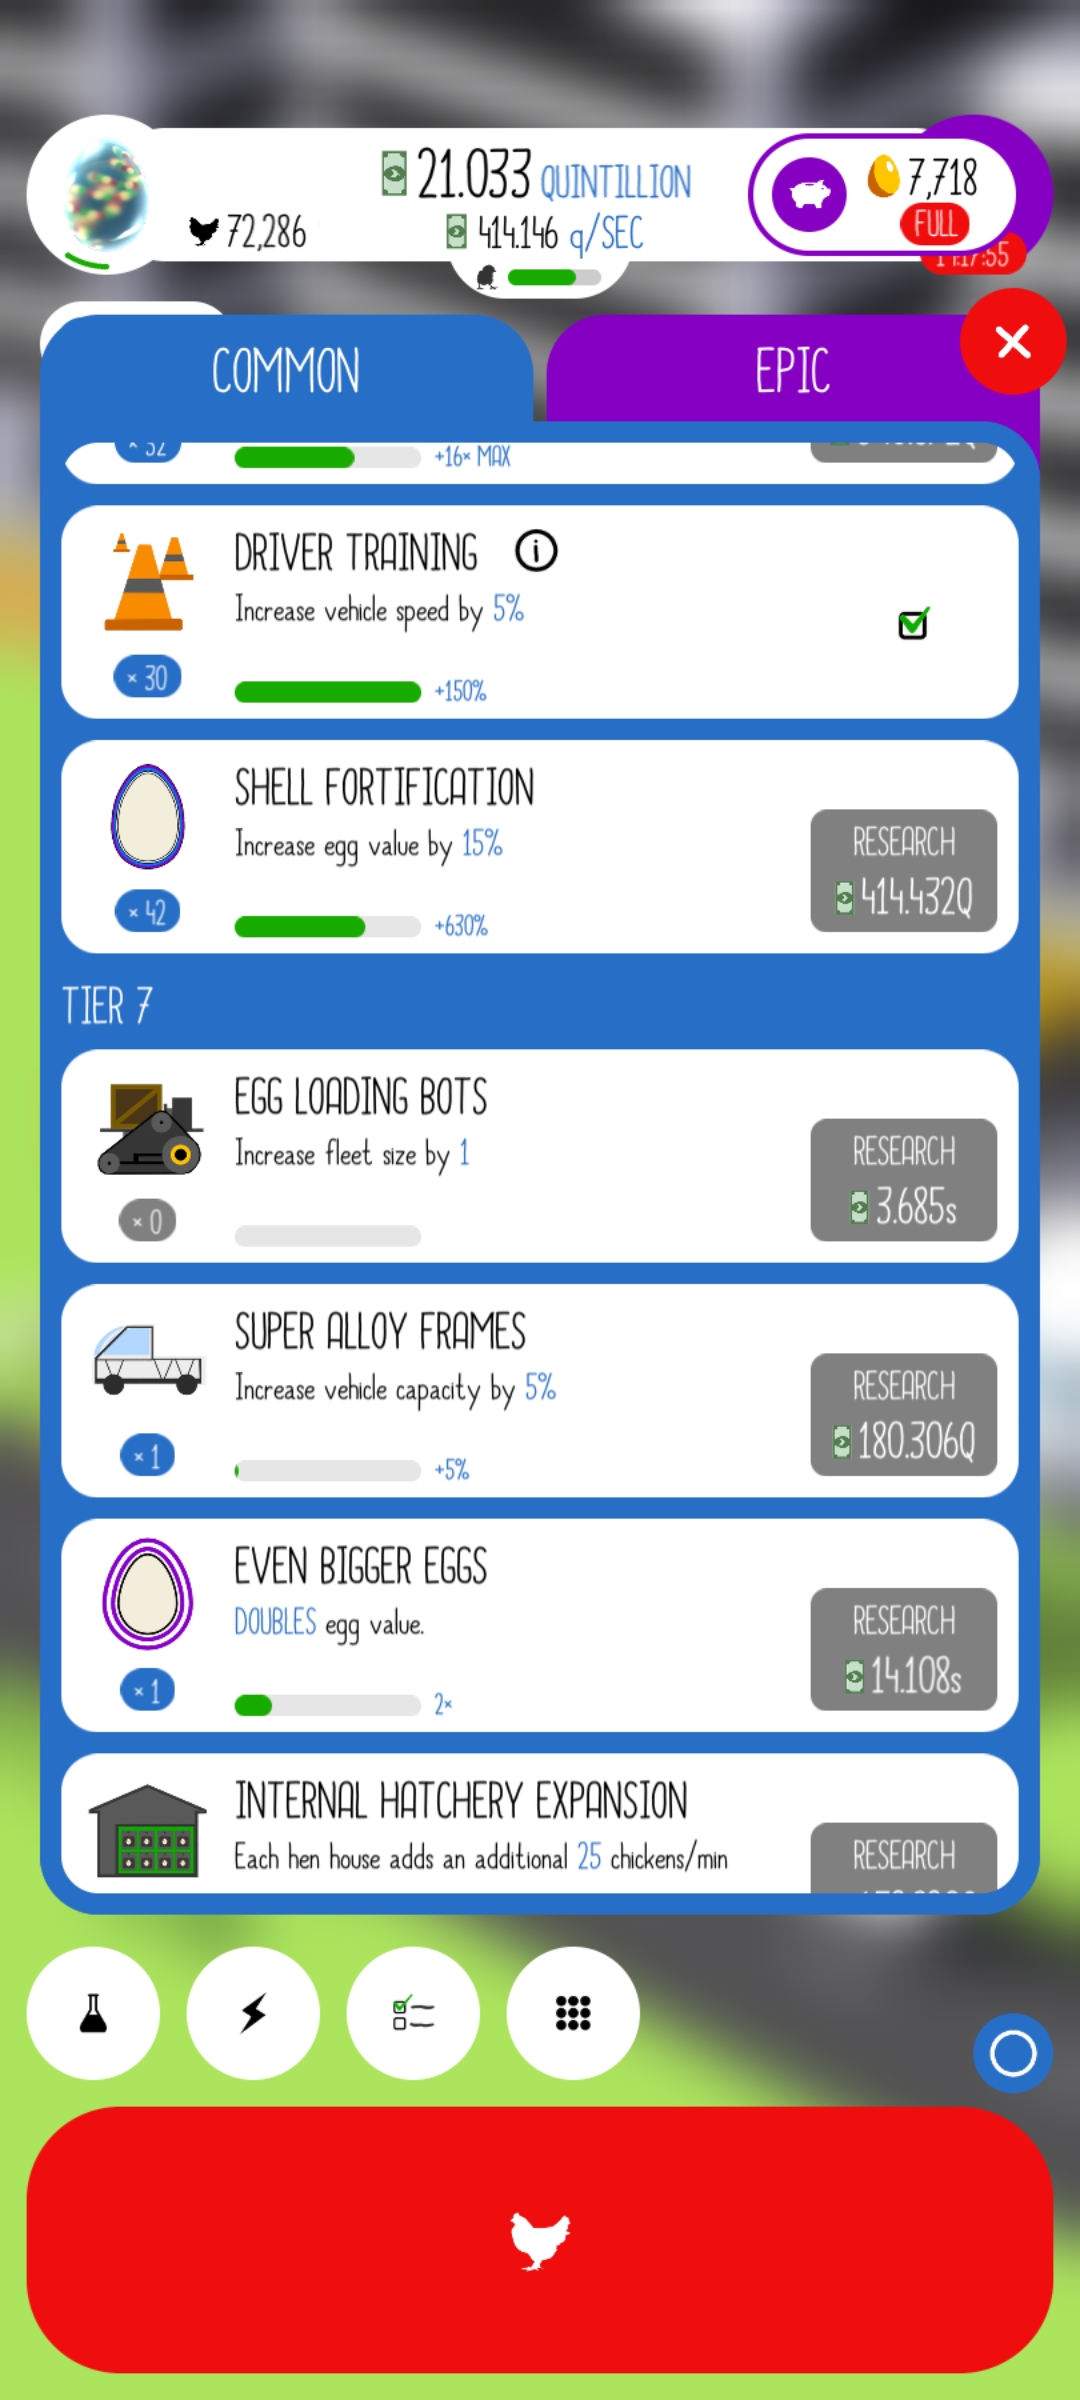 21.033 QUINTILLION
72,286
414.146 q/SEC
7,718
FULL
COMMON
EPIC
× 32
+16× MAX
DRIVER TRAINING
Increase vehicle speed by 5%
× 30
+150%
SHELL FORTIFICATION
Increase egg value by 15%
RESEARCH
414.432Q
× 42
+630%
TIER 7
EGG LOADING BOTS
Increase fleet size by 1
RESEARCH
3.685s
× 0
SUPER ALLOY FRAMES
Increase vehicle capacity by 5%
RESEARCH
180.306Q
× 1
+5%
EVEN BIGGER EGGS
DOUBLES egg value.
RESEARCH
14.108s
× 1
2×
INTERNAL HATCHERY EXPANSION
Each hen house adds an additional 25 chickens/min
RESEARCH